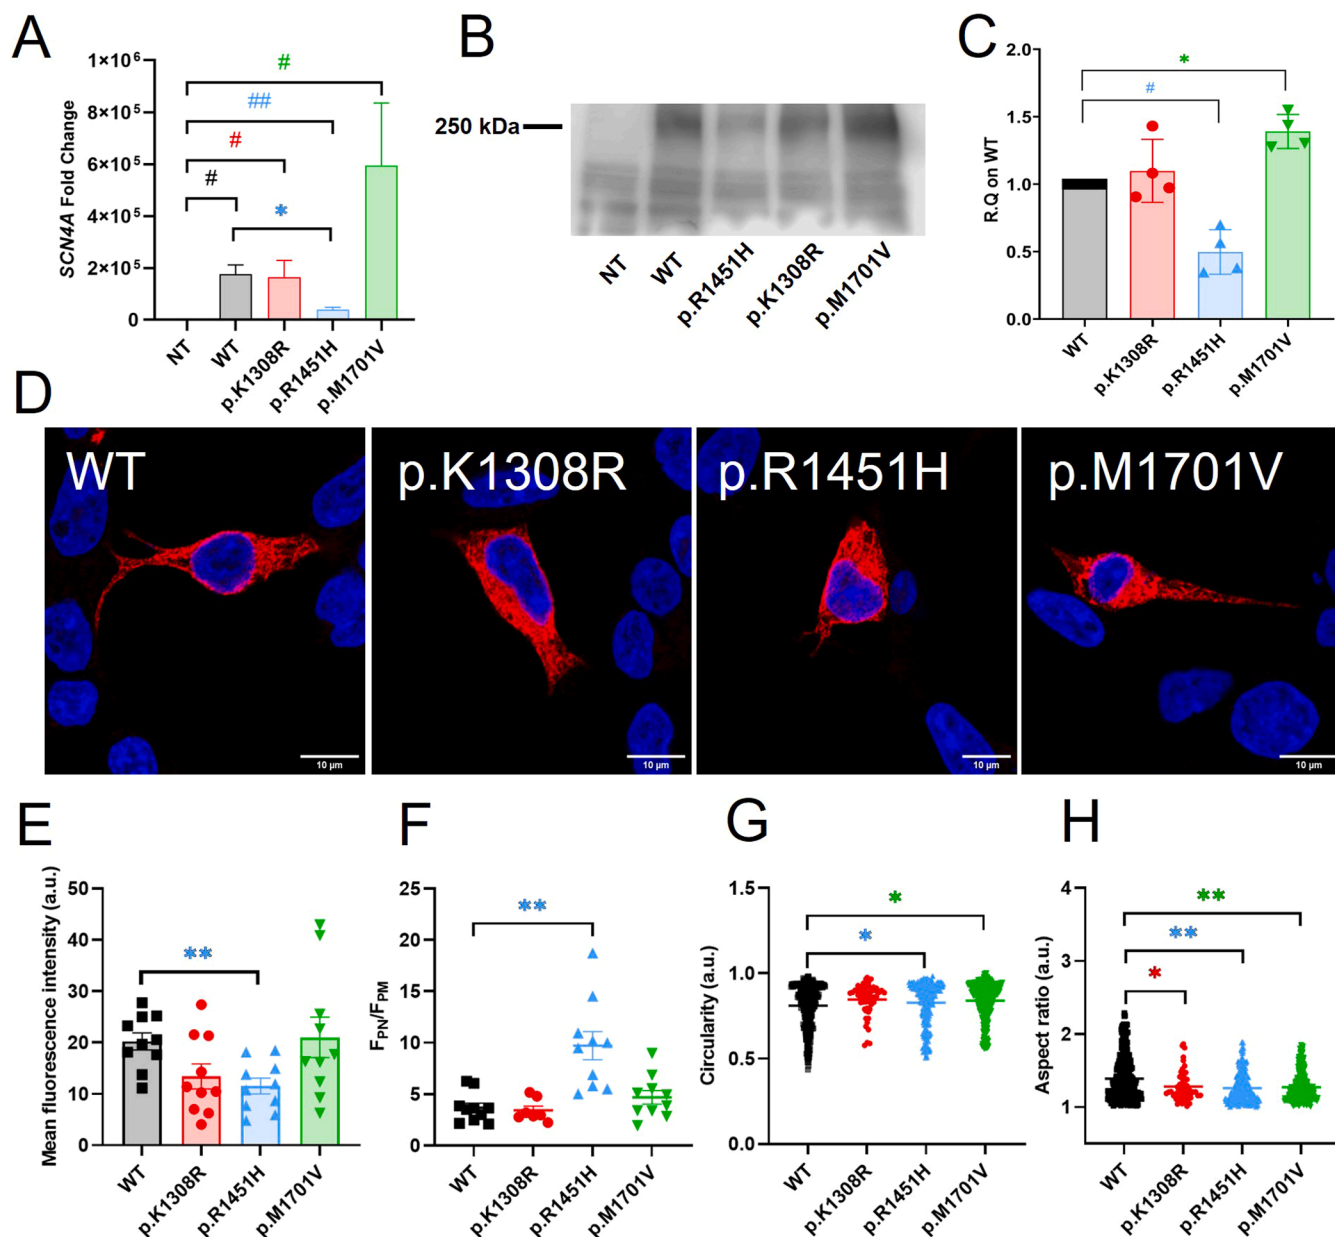 A
SCN4A Fold Change
1×10⁶
8×10⁵
6×10⁵
4×10⁵
2×10⁵
0
#
##
#
#
*
NT
WT
p.K1308R
p.R1451H
p.M1701V
B
250 kDa
NT
WT
p.R1451H
p.K1308R
p.M1701V
C
R.Q on WT
2.0
1.5
1.0
0.5
0.0
*
#
WT
p.K1308R
p.R1451H
p.M1701V
D
WT
10 µm
p.K1308R
10 µm
p.R1451H
10 µm
p.M1701V
10 µm
E
Mean fluorescence intensity (a.u.)
50
40
30
20
10
0
**
WT
p.K1308R
p.R1451H
p.M1701V
F
FPN/FPM
25
20
15
10
5
0
**
WT
p.K1308R
p.R1451H
p.M1701V
G
Circularity (a.u.)
1.5
1.0
0.5
0.0
*
*
WT
p.K1308R
p.R1451H
p.M1701V
H
Aspect ratio (a.u.)
4
3
2
1
**
**
*
WT
p.K1308R
p.R1451H
p.M1701V